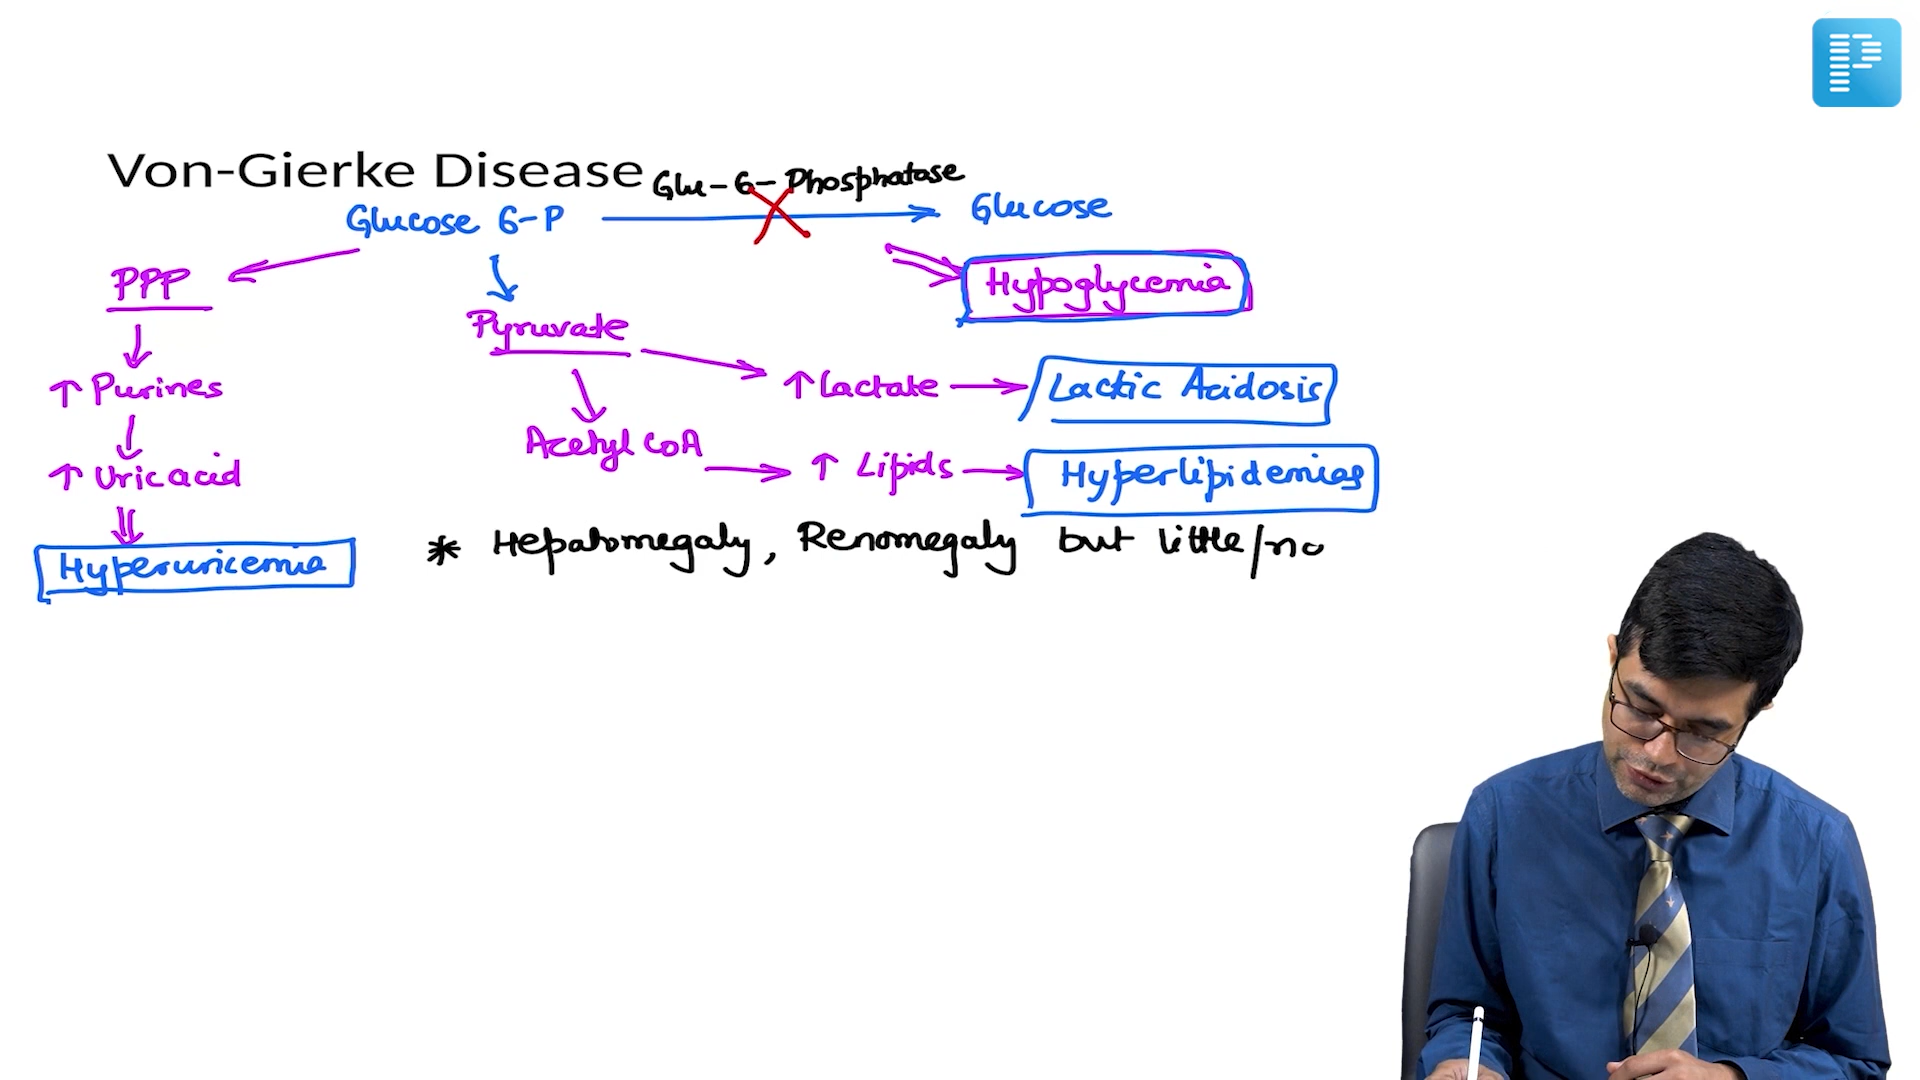 Von-Gierke Disease
Glu-6-Phosphatase
Glucose 6-P
Glucose
PPP
Hypoglycemia
Pyruvate
↑ Purines
↑ Lactate
Lactic Acidosis
Acetyl CoA
↑ Uric acid
↑ Lipids
Hyperlipidemias
Hyperuricemia
* Hepatomegaly, Renomegaly but little/no